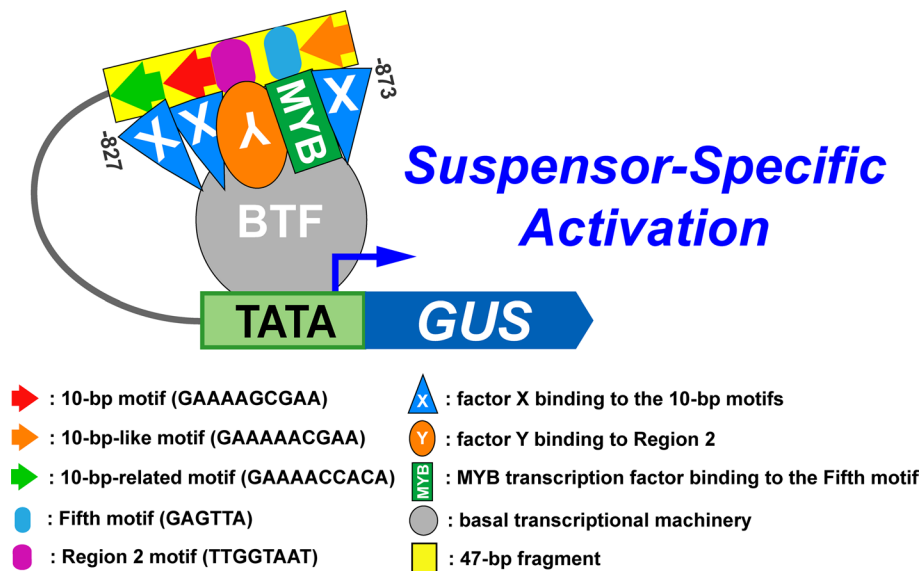 -873
X
X
Y
MYB
X
-827
Suspensor-Specific
Activation
BTF
TATA
GUS
: 10-bp motif (GAAAAGCGAA)
: 10-bp-like motif (GAAAAACGAA)
: 10-bp-related motif (GAAAACCACA)
: Fifth motif (GAGTTA)
: Region 2 motif (TTGGTAAT)
X : factor X binding to the 10-bp motifs
Y : factor Y binding to Region 2
MYB : MYB transcription factor binding to the Fifth motif
: basal transcriptional machinery
: 47-bp fragment